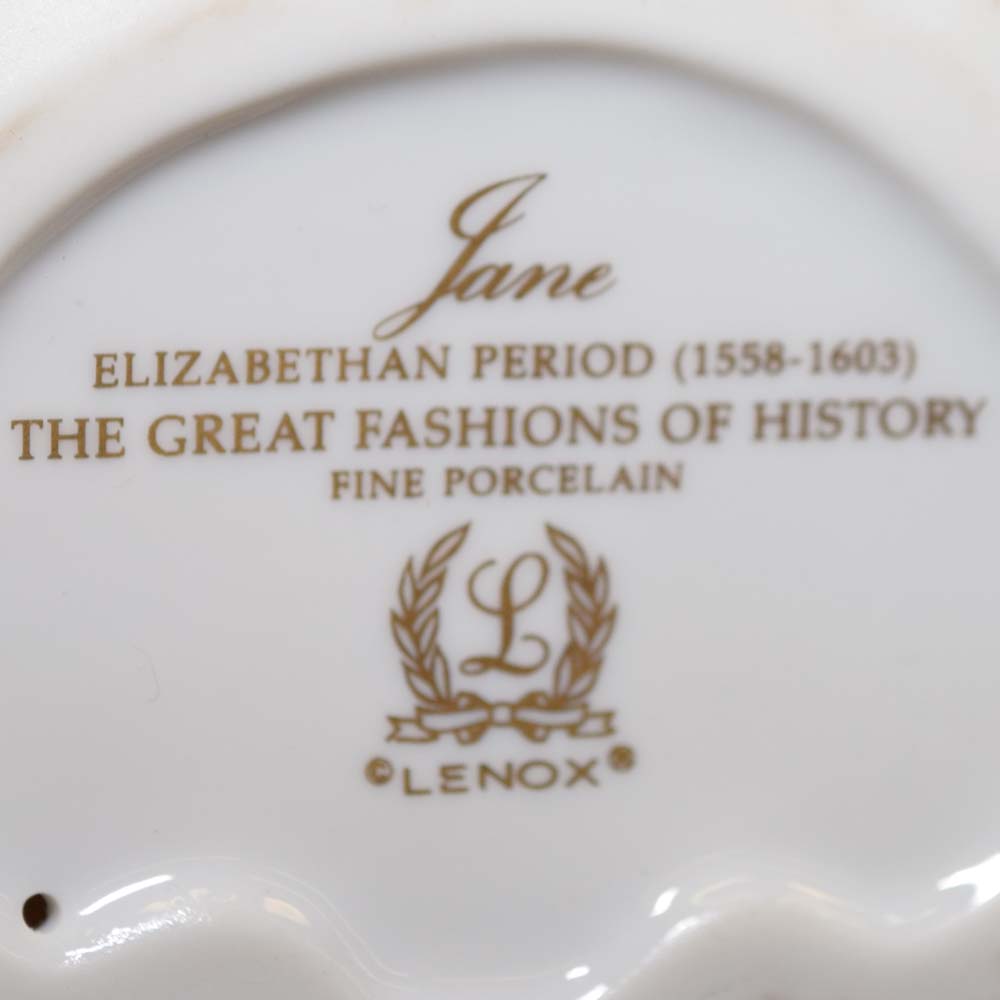 Jane
ELIZABETHAN PERIOD (1558-1603)
THE GREAT FASHIONS OF HISTORY
FINE PORCELAIN
L
©LENOX®